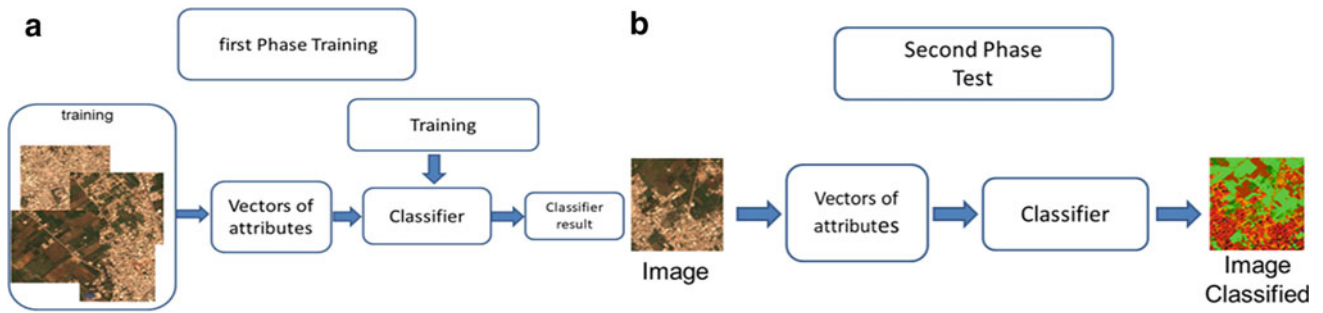 a
first Phase Training
training
Training
Vectors of
attributes
Classifier
Classifier
result
b
Second Phase
Test
Image
Vectors of
attributes
Classifier
Image
Classified